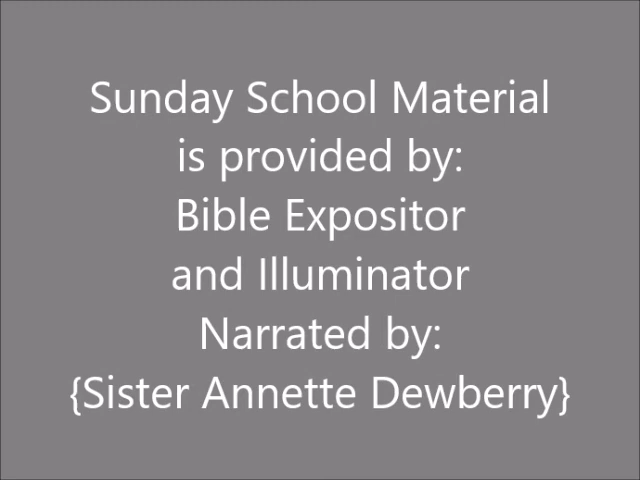 Sunday School Material
is provided by:
Bible Expositor
and Illuminator
Narrated by:
{Sister Annette Dewberry}